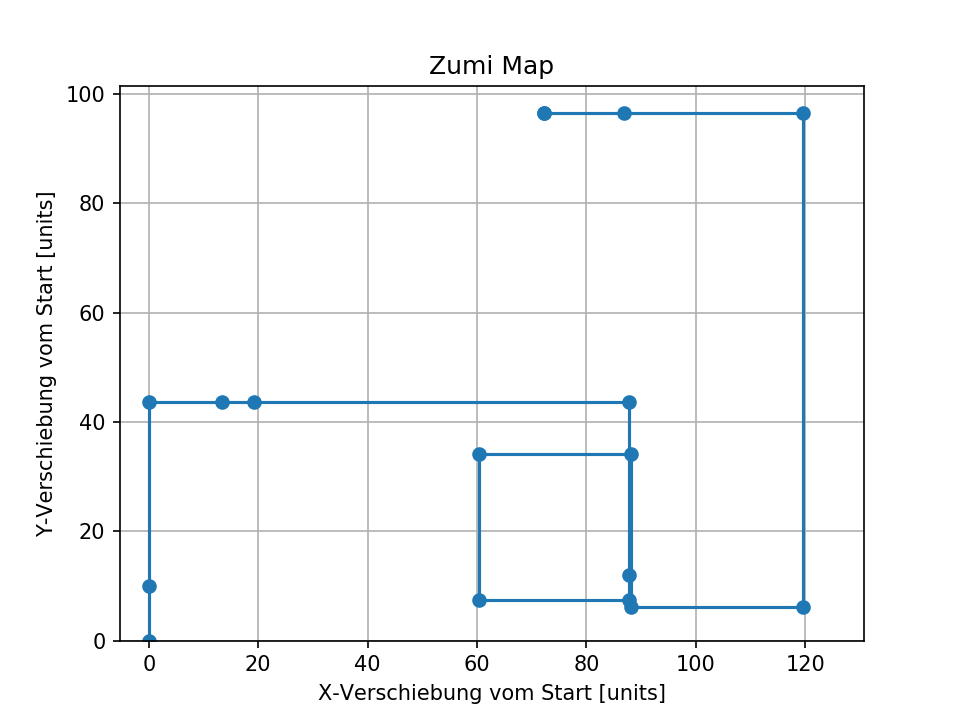 Zumi Map
100
80
60
40
20
0
Y-Verschiebung vom Start [units]
0 20 40 60 80 100 120
X-Verschiebung vom Start [units]